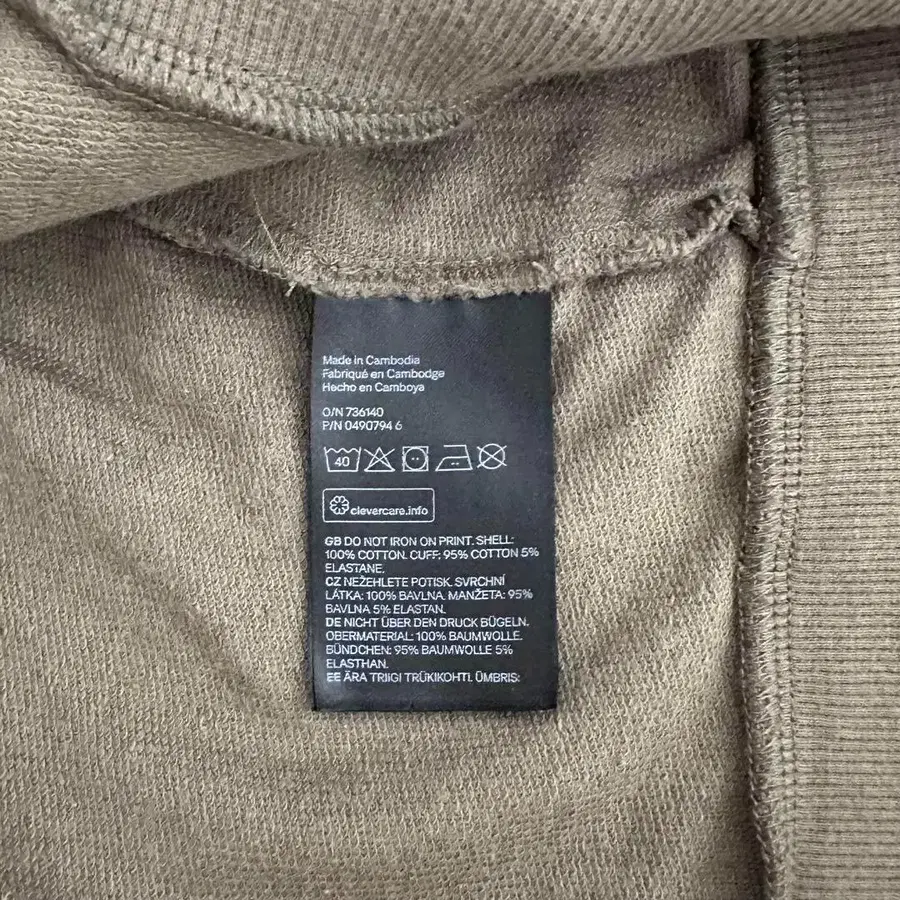 Made in Cambodia
Fabriqué en Cambodge
Hecho en Camboya
O/N 736140
P/N 0490794 6
40
clevercare.info
GB DO NOT IRON ON PRINT. SHELL:
100% COTTON. CUFF: 95% COTTON 5%
ELASTANE.
CZ NEŽEHLETE POTISK. SVRCHNÍ
LÁTKA: 100% BAVLNA. MANŽETA: 95%
BAVLNA 5% ELASTAN.
DE NICHT ÜBER DEN DRUCK BÜGELN.
OBERMATERIAL: 100% BAUMWOLLE.
BÜNDCHEN: 95% BAUMWOLLE 5%
ELASTHAN.
EE ÄRA TRIIGI TRÜKIKOHTI. ÜMBRIS: